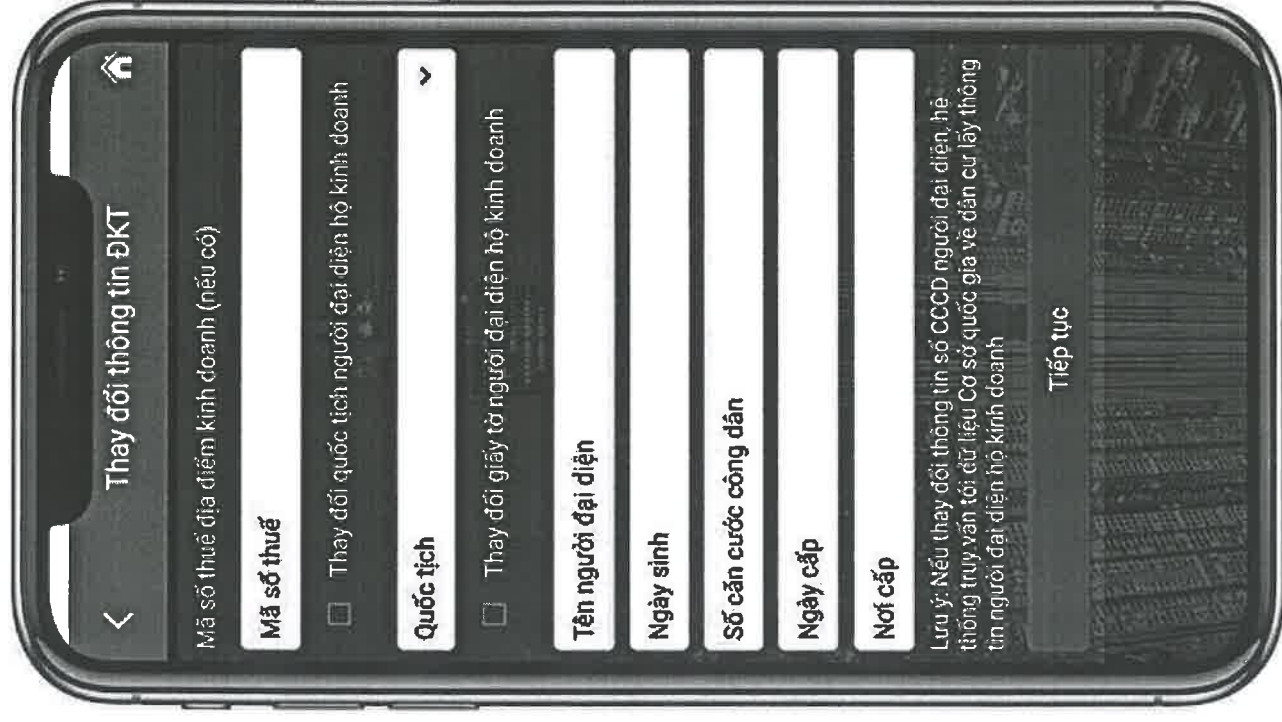 Thay đổi thông tin ĐKT
Mã số thuế địa điểm kinh doanh (nếu có)
Mã số thuế
Thay đổi quốc tịch người đại diện hộ kinh doanh
Quốc tịch
Thay đổi giấy tờ người đại diện hộ kinh doanh
Tên người đại diện
Ngày sinh
Số căn cước công dân
Ngày cấp
Nơi cấp
Lưu ý: Nếu thay đổi thông tin số CCCD người đại diện, hệ
thống truy vấn tới dữ liệu Cơ sở quốc gia về dân cư lấy thông
tin người đại diện hộ kinh doanh
Tiếp tục